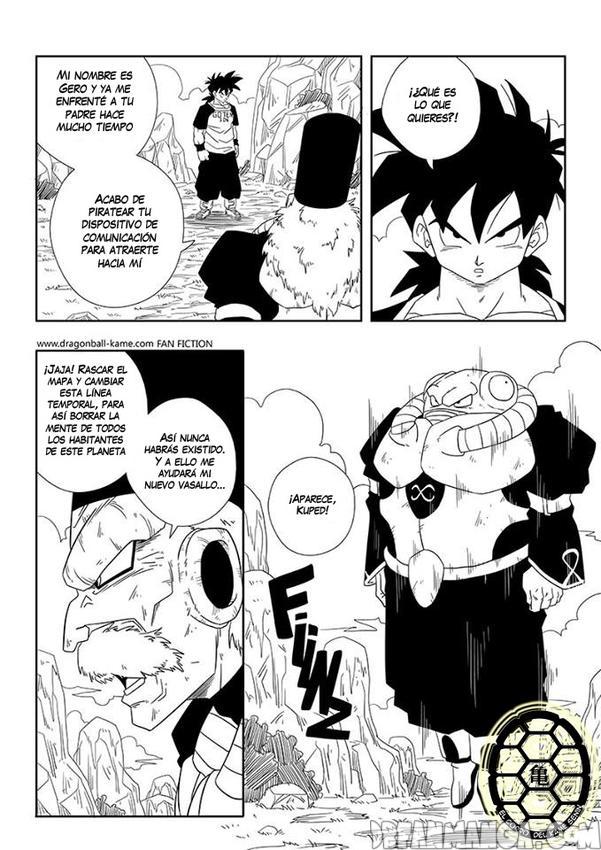 MI NOMBRE ES
GERO Y YA ME
ENFRENTÉ A TU
PADRE HACE
MUCHO TIEMPO
ACABO DE
PIRATEAR TU
DISPOSITIVO DE
COMUNICACIÓN
PARA ATRAERTE
HACIA MÍ
¡¿QUÉ ES
LO QUE
QUIERES?!
www.dragonball-kame.com FAN FICTION
¡JAJA! RASCAR EL
MAPA Y CAMBIAR
ESTA LÍNEA
TEMPORAL, PARA
ASÍ BORRAR LA
MENTE DE TODOS
LOS HABITANTES
DE ESTE PLANETA
ASÍ NUNCA
HABRÁS EXISTIDO.
Y A ELLO ME
AYUDARÁ MI
NUEVO VASALLO...
¡APARECE,
KUPED!
FIINZ
亀
DBFANMANGA.COM